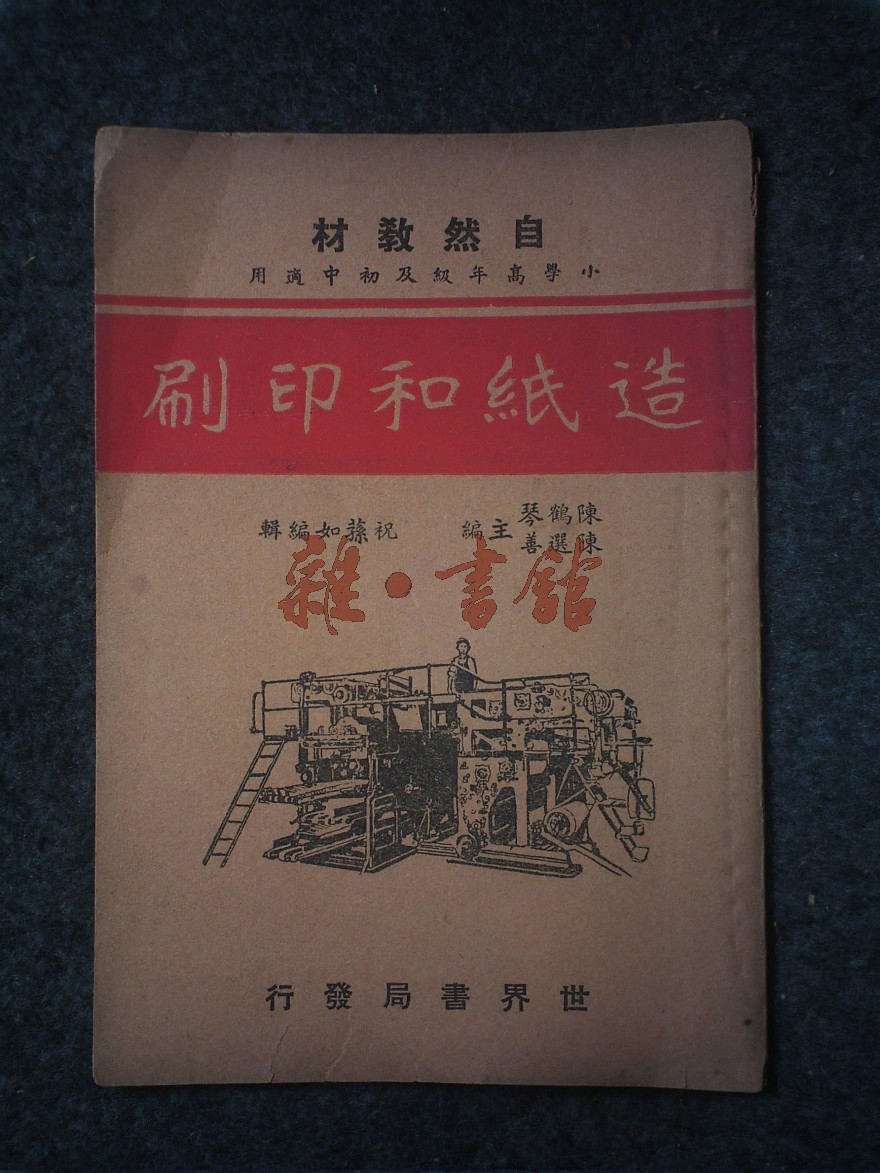 自然教材
小學高年級及初中適用
造紙和印刷
陳鶴琴 陳選善 主編 祝蓀如編輯
雜·書館
世界書局發行